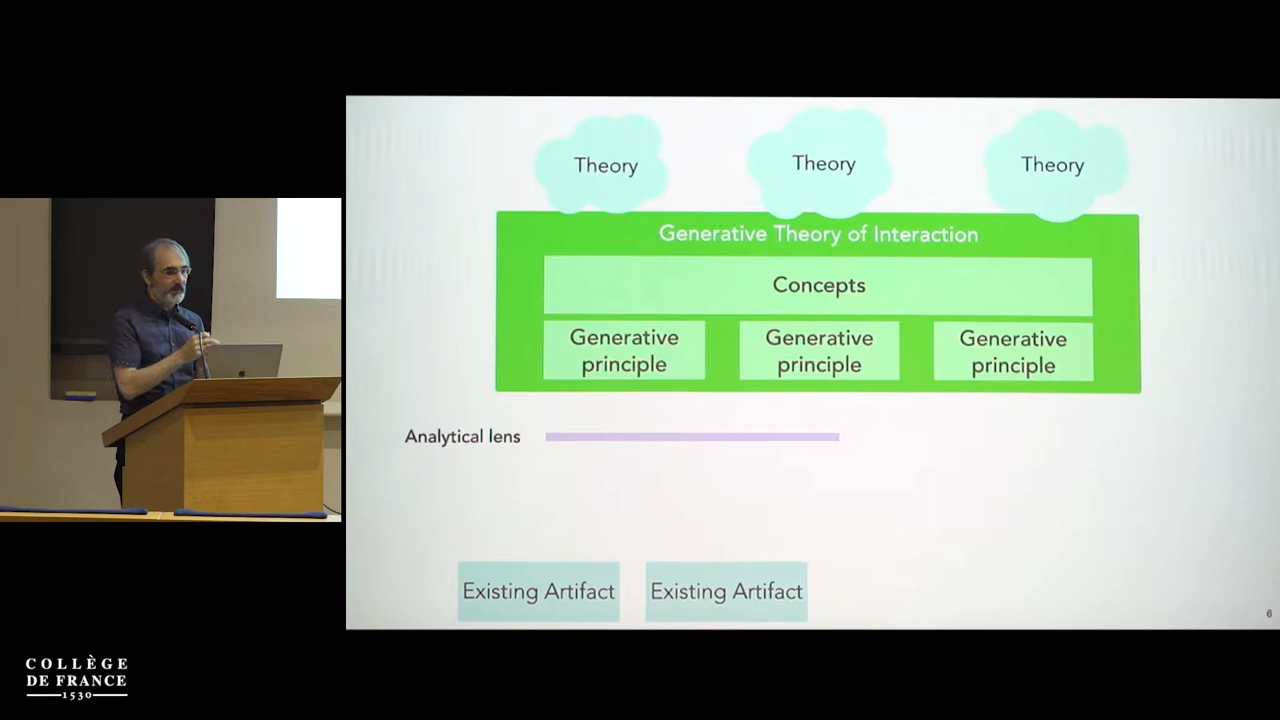 Theory
Theory
Theory
Generative Theory of Interaction
Concepts
Generative
principle
Generative
principle
Generative
principle
Analytical lens
Existing Artifact
Existing Artifact
6
COLLÈGE
DE FRANCE
1530